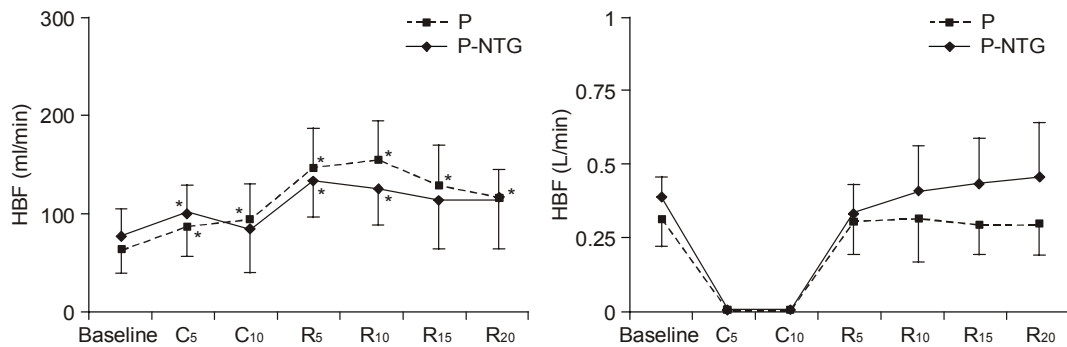 300
200
100
0
HBF (ml/min)
P
P-NTG
*
*
*
*
*
*
*
*
*
Baseline C5 C10 R5 R10 R15 R20
1
0.75
0.5
0.25
0
HBF (L/min)
P
P-NTG
Baseline C5 C10 R5 R10 R15 R20